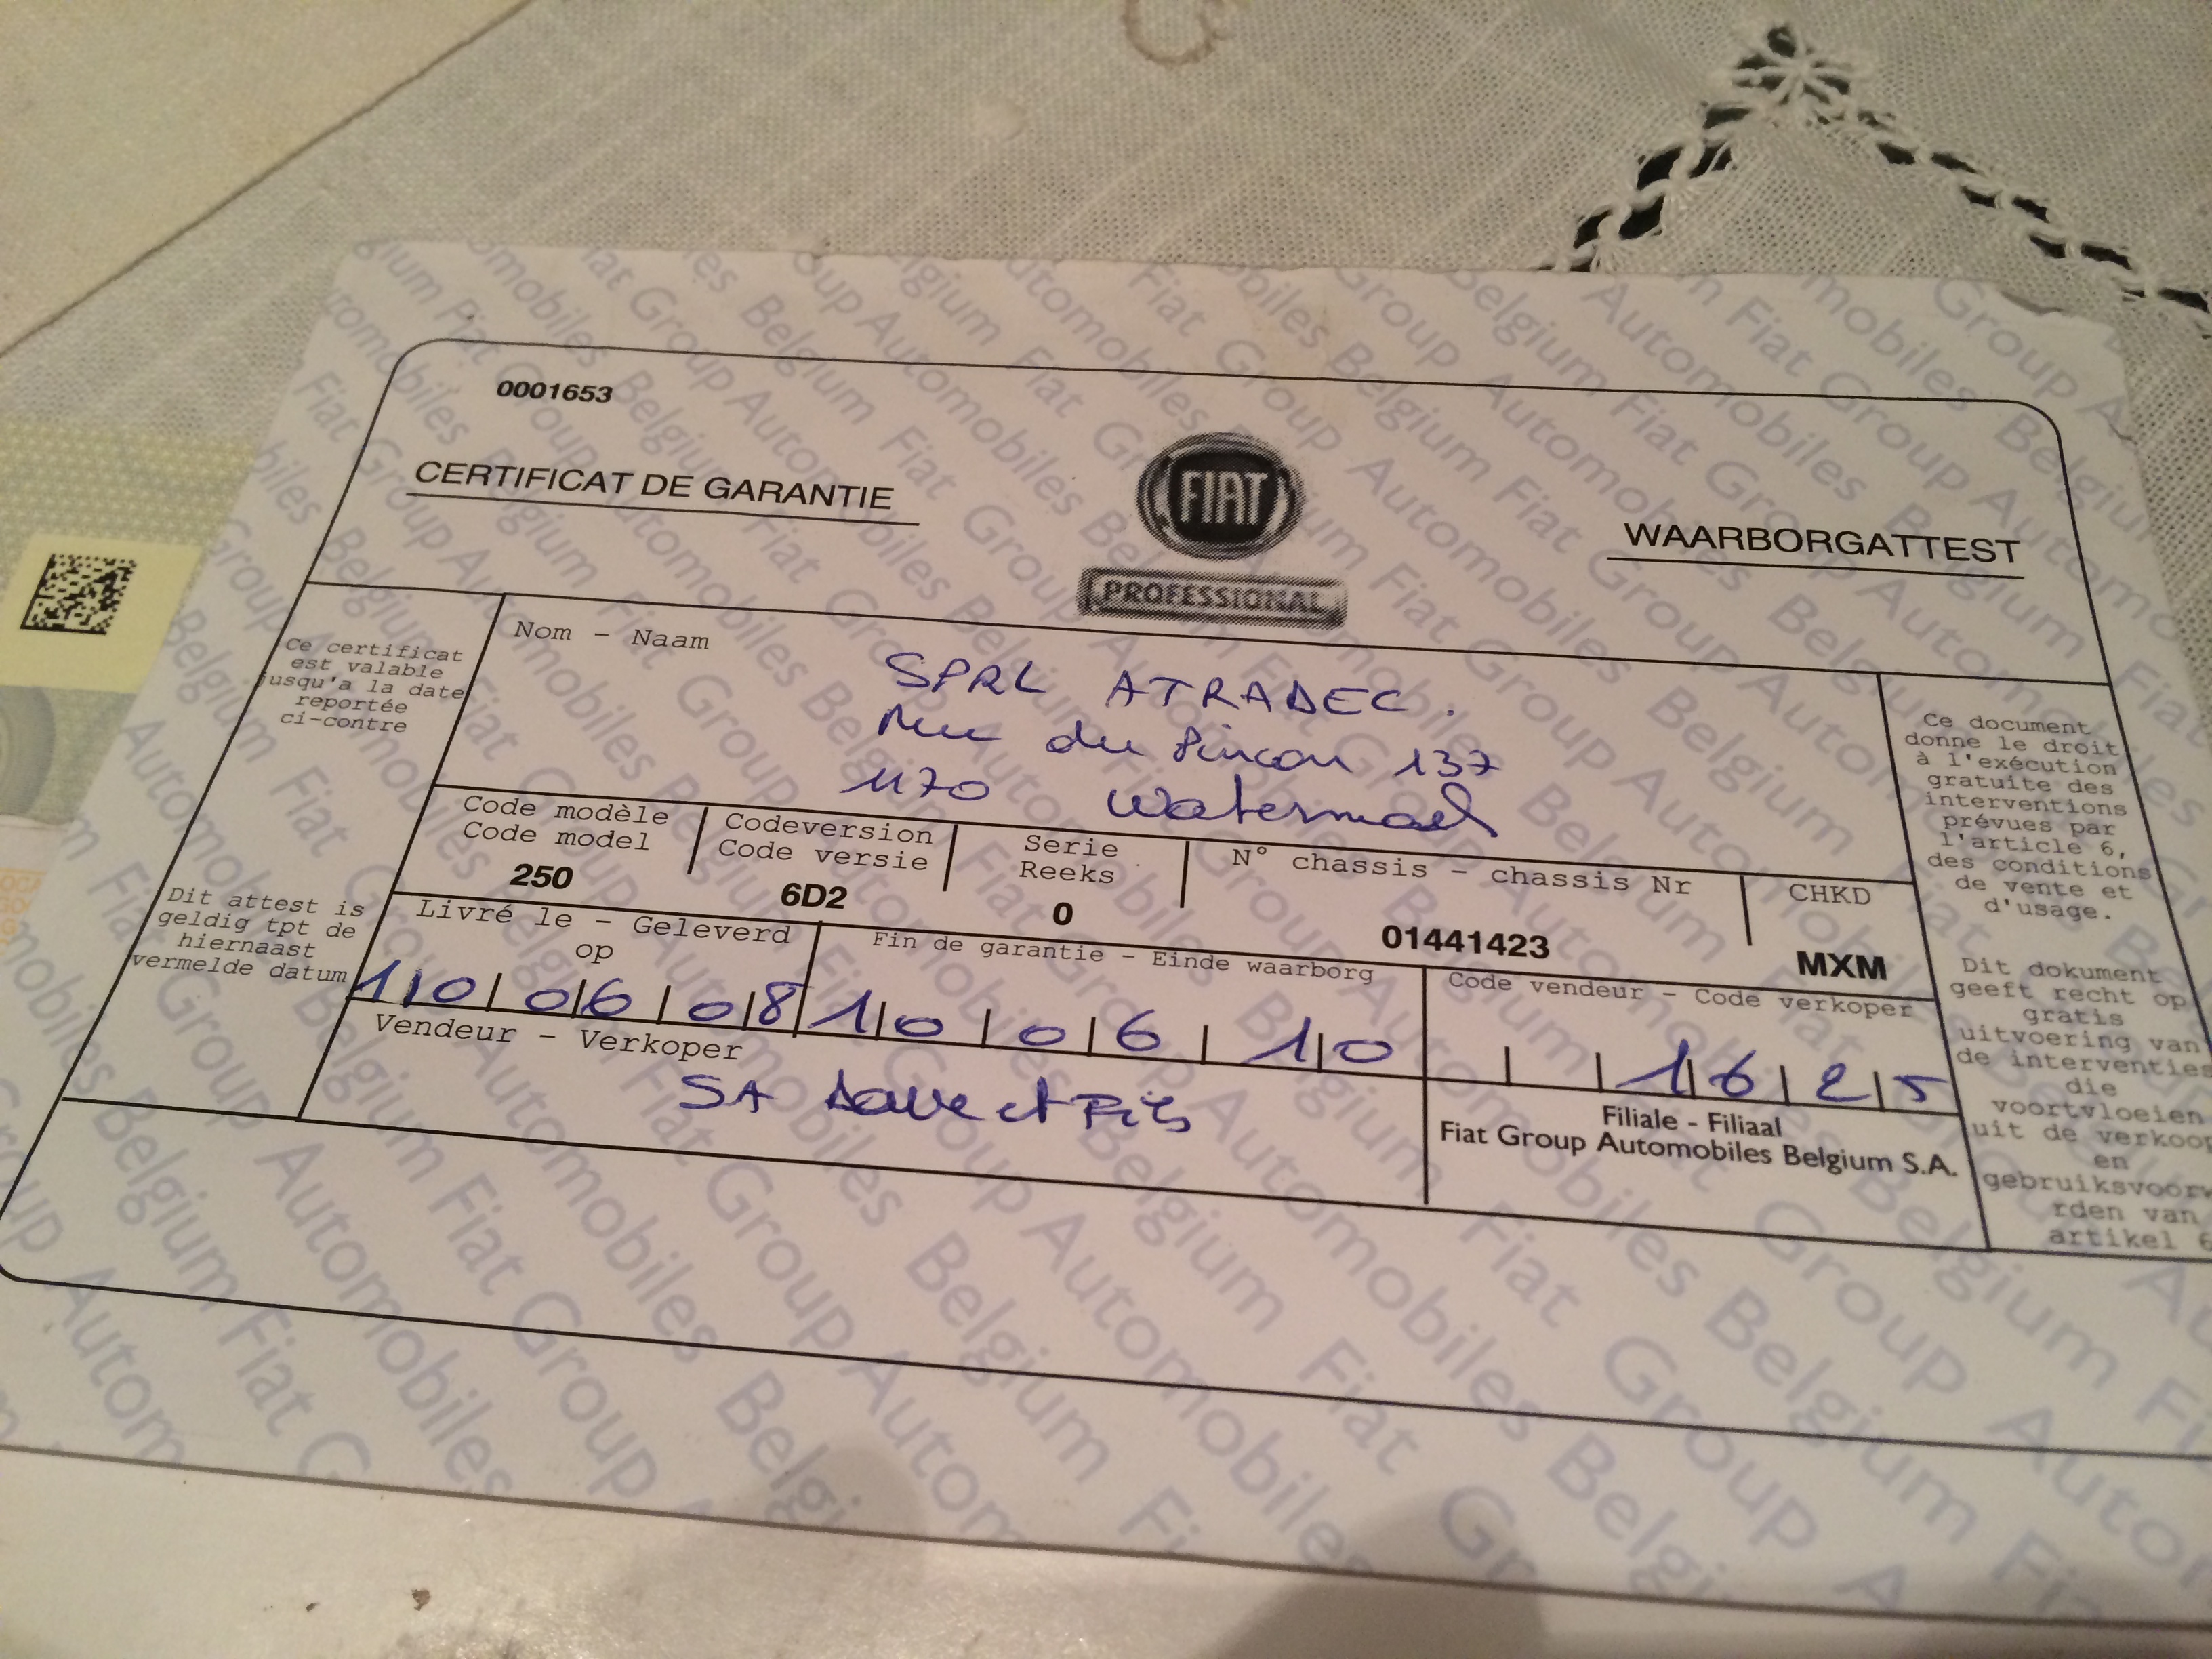 0001653
CERTIFICAT DE GARANTIE
FIAT
PROFESSIONAL
WAARBORGATTEST
Ce certificat
est valable
jusqu'a la date
reportée
ci-contre
Dit attest is
geldig tpt de
hiernaast
vermelde datum
Nom - Naam
SPRL ATRADEC.
Rue du Pinson 137
1170 Watermael
Code modèle
Code model
250
Codeversion
Code versie
6D2
Serie
Reeks
0
N° chassis - chassis Nr
01441423
CHKD
MXM
Livré le - Geleverd
op
10 06 08
Fin de garantie - Einde waarborg
10 06 10
Code vendeur - Code verkoper
1625
Vendeur - Verkoper
SA et Fils
Filiale - Filiaal
Fiat Group Automobiles Belgium S.A.
Ce document
donne le droit
à l'exécution
gratuite des
interventions
prévues par
l'article 6,
des conditions
de vente et
d'usage.
Dit dokument
geeft recht op
gratis
uitvoering van
de interventies
die
voortvloeien
uit de verkoop
en
gebruiksvoorw
rden van
artikel 6